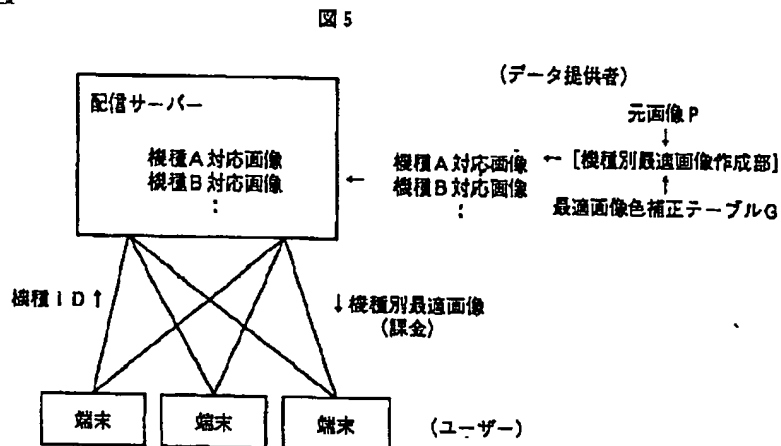 図5
(データ提供者)
配信サーバー
元画像P
↓
機種A対応画像
機種B対応画像
:
←
機種A対応画像 ← [機種別最適画像作成部]
機種B対応画像
:
↑
最適画像色補正テーブルG
機種ID↑
↓機種別最適画像
(課金)
端末
端末
端末
(ユーザー)